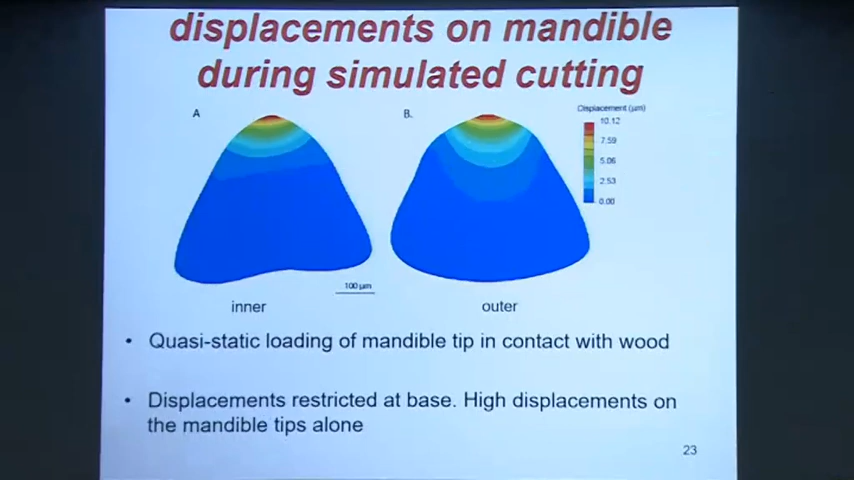 displacements on mandible
during simulated cutting
A
B.
Displacement (µm)
10.12
7.59
5.06
2.53
0.00
100 µm
inner
outer
• Quasi-static loading of mandible tip in contact with wood
• Displacements restricted at base. High displacements on
the mandible tips alone
23